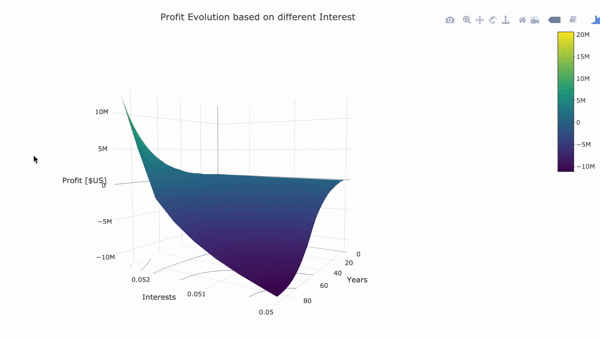 Profit Evolution based on different Interest
20M
15M
10M
5M
0
−5M
−10M
10M
5M
Profit [$US]
0
−5M
−10M
0.052
Interests
0.051
0.05
0
20
40
60
80
Years